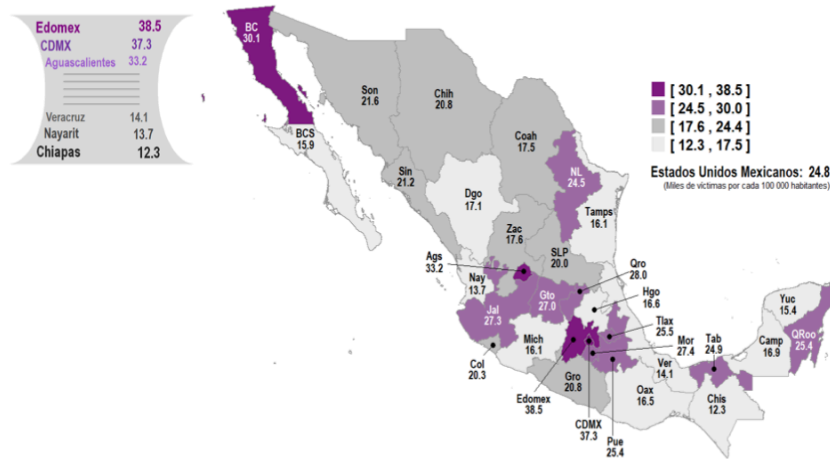 Edomex 38.5
CDMX 37.3
Aguascalientes 33.2
Veracruz 14.1
Nayarit 13.7
Chiapas 12.3
BC
30.1
Son
21.6
Chih
20.8
Coah
17.5
BCS
15.9
Sin
21.2
Dgo
17.1
NL
24.5
Tamps
16.1
Zac
17.6
SLP
20.0
Ags
33.2
Nay
13.7
Jal
27.3
Gto
27.0
Qro
28.0
Hgo
16.6
Tlax
25.5
Mor
27.4
Tab
24.9
Yuc
15.4
QRoo
25.4
Camp
16.9
Mich
16.1
Col
20.3
Gro
20.8
Ver
14.1
Oax
16.5
Chis
12.3
Edomex
38.5
CDMX
37.3
Pue
25.4
[ 30.1 , 38.5 ]
[ 24.5 , 30.0 ]
[ 17.6 , 24.4 ]
[ 12.3 , 17.5 ]
Estados Unidos Mexicanos: 24.8
(Miles de víctimas por cada 100 000 habitantes)